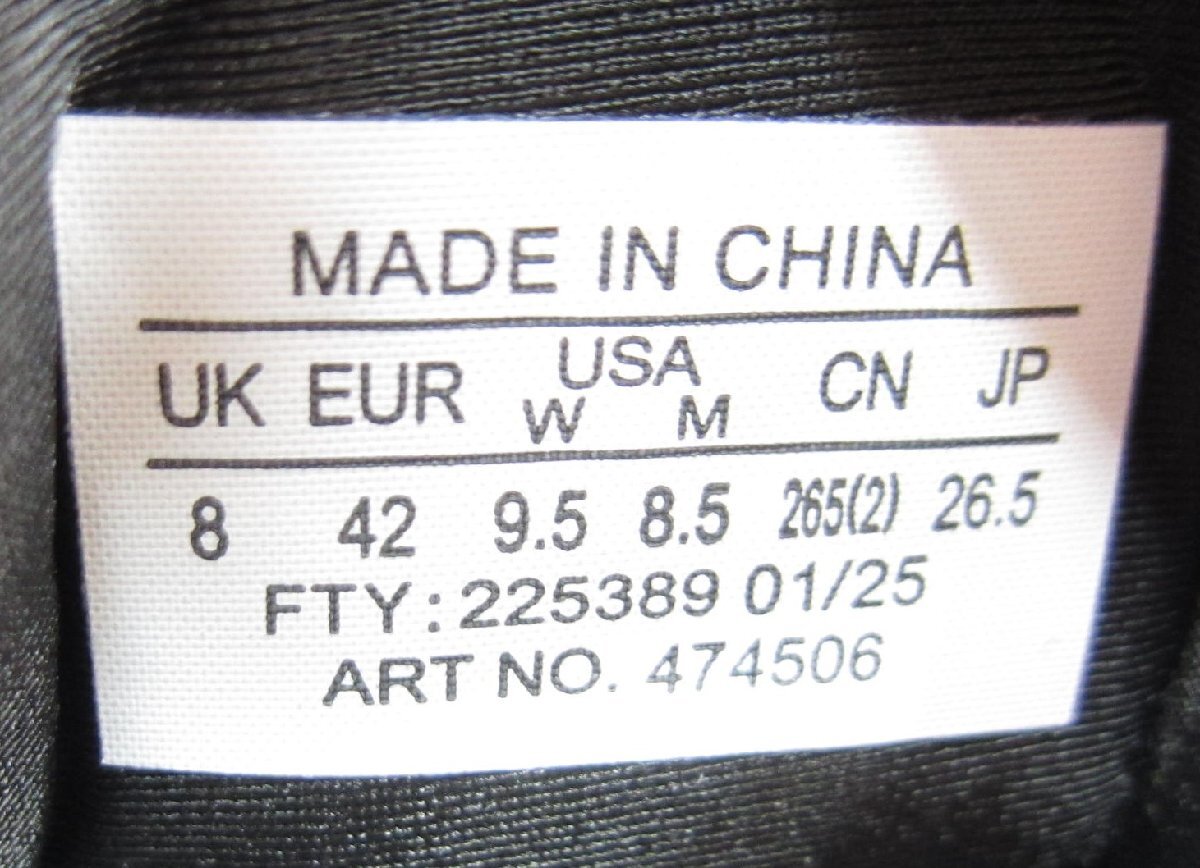 MADE IN CHINA
UK EUR USA CN JP
W M
8 42 9.5 8.5 265(2) 26.5
FTY: 225389 01/25
ART NO. 474506